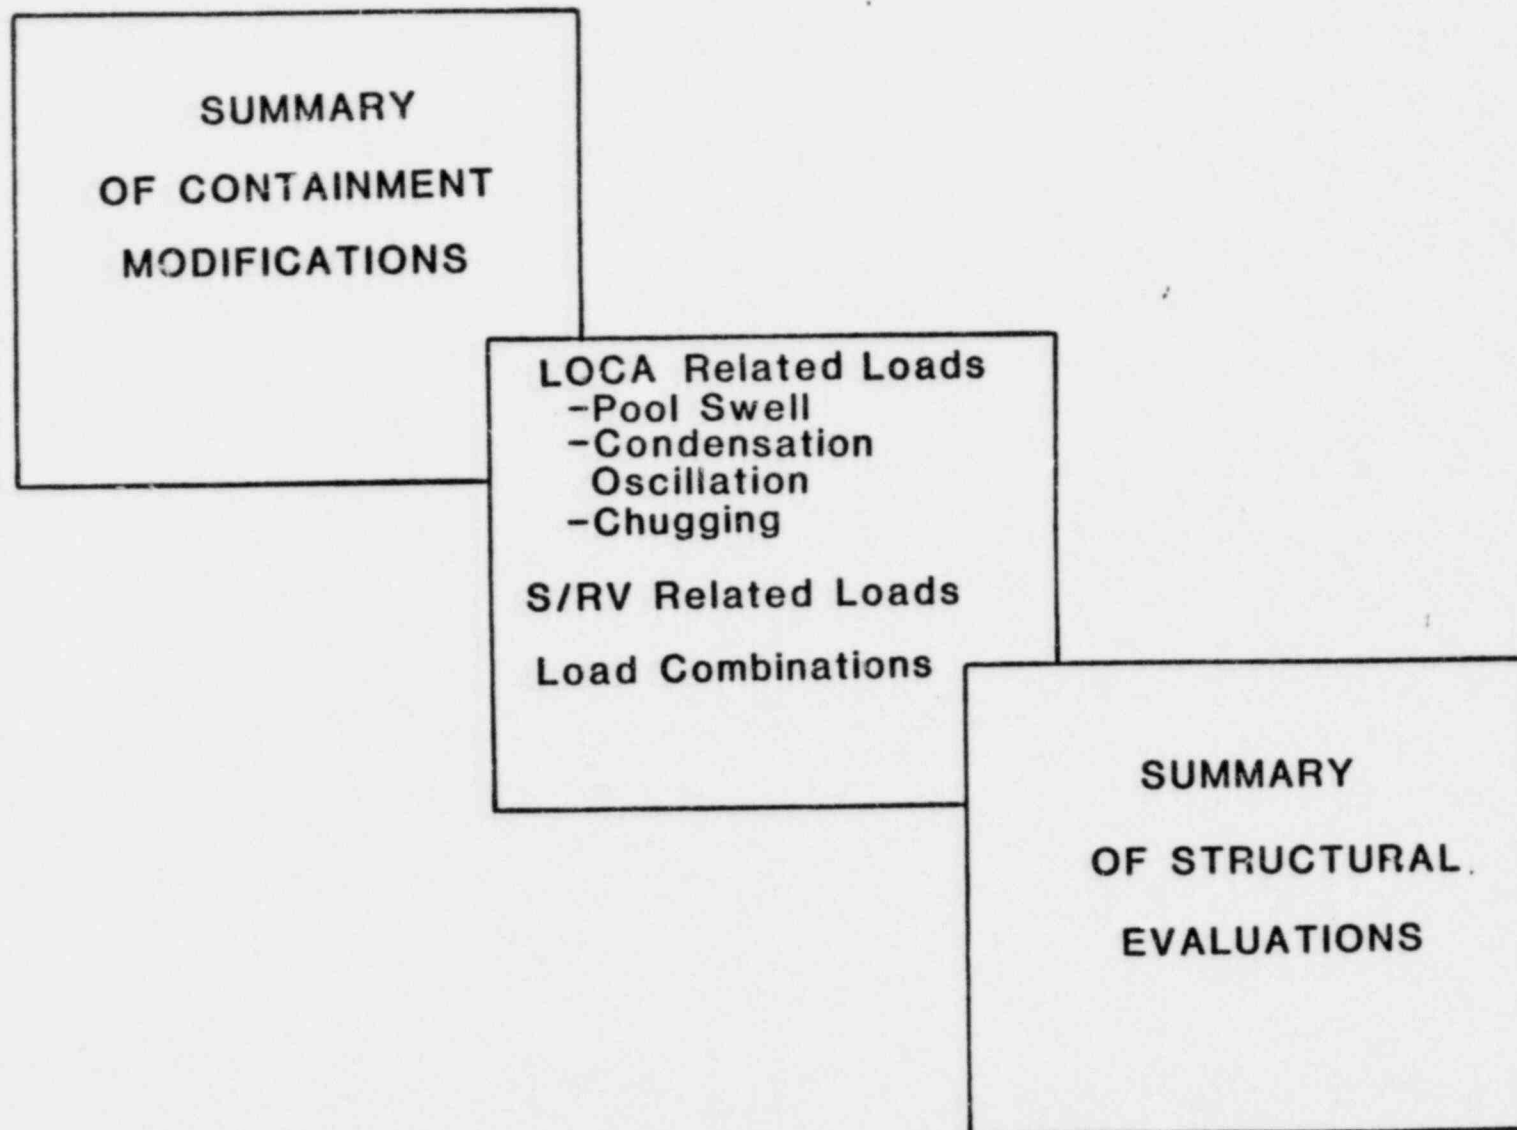 SUMMARY
OF CONTAINMENT
MODIFICATIONS
LOCA Related Loads
-Pool Swell
-Condensation
Oscillation
-Chugging
S/RV Related Loads
Load Combinations
SUMMARY
OF STRUCTURAL
EVALUATIONS